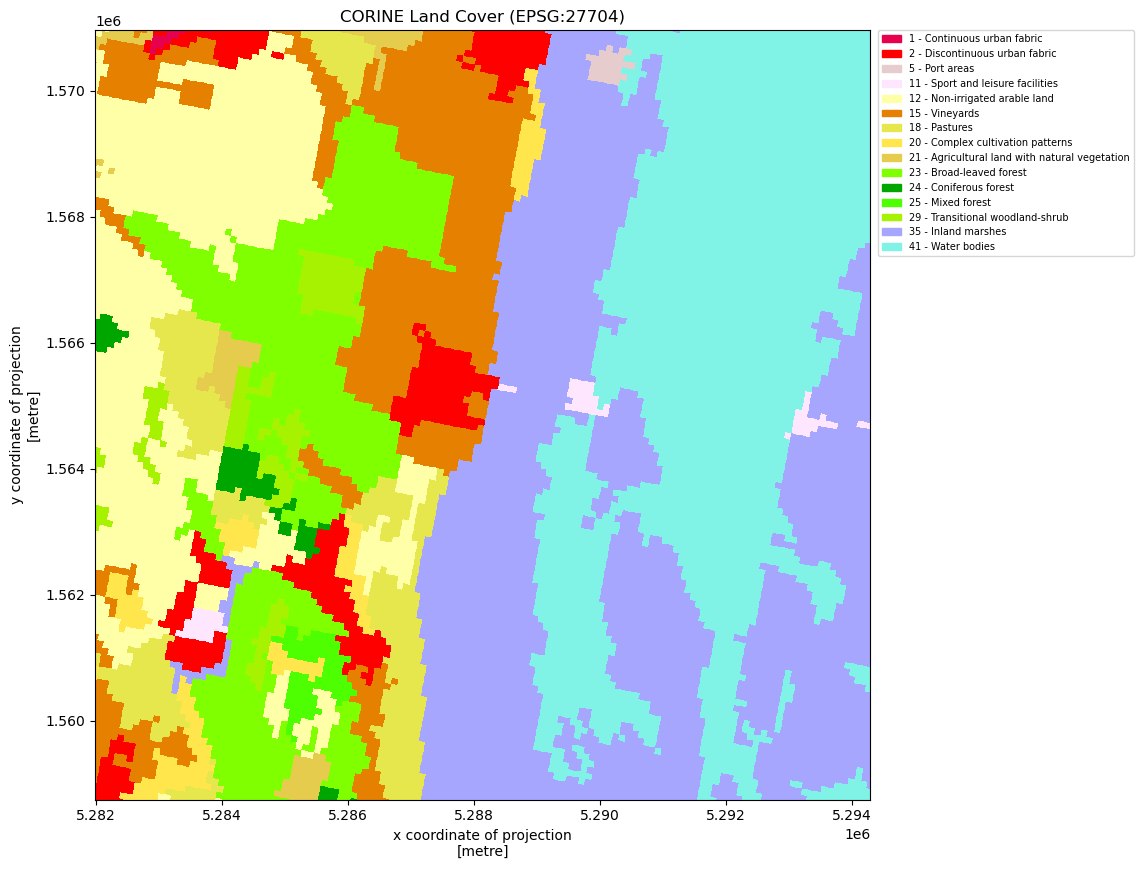 CORINE Land Cover (EPSG:27704)
1e6
1.570
1.568
1.566
1.564
1.562
1.560
y coordinate of projection
[metre]
5.282
5.284
5.286
5.288
5.290
5.292
5.294
1e6
x coordinate of projection
[metre]
1 - Continuous urban fabric
2 - Discontinuous urban fabric
5 - Port areas
11 - Sport and leisure facilities
12 - Non-irrigated arable land
15 - Vineyards
18 - Pastures
20 - Complex cultivation patterns
21 - Agricultural land with natural vegetation
23 - Broad-leaved forest
24 - Coniferous forest
25 - Mixed forest
29 - Transitional woodland-shrub
35 - Inland marshes
41 - Water bodies